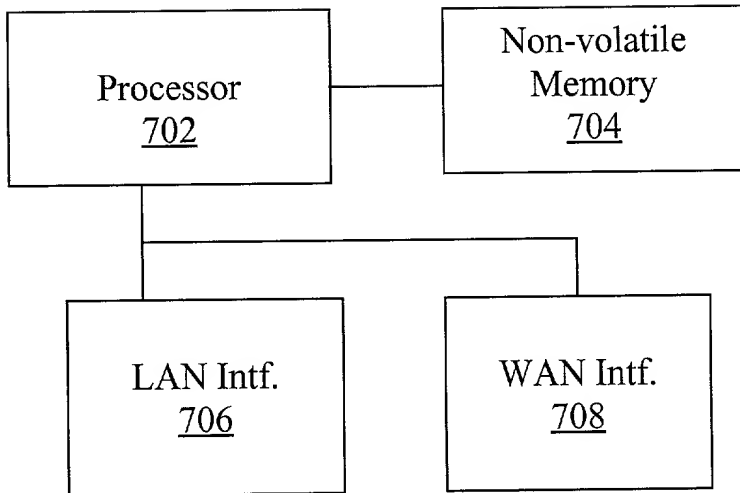 Processor
702
Non-volatile
Memory
704
LAN Intf.
706
WAN Intf.
708